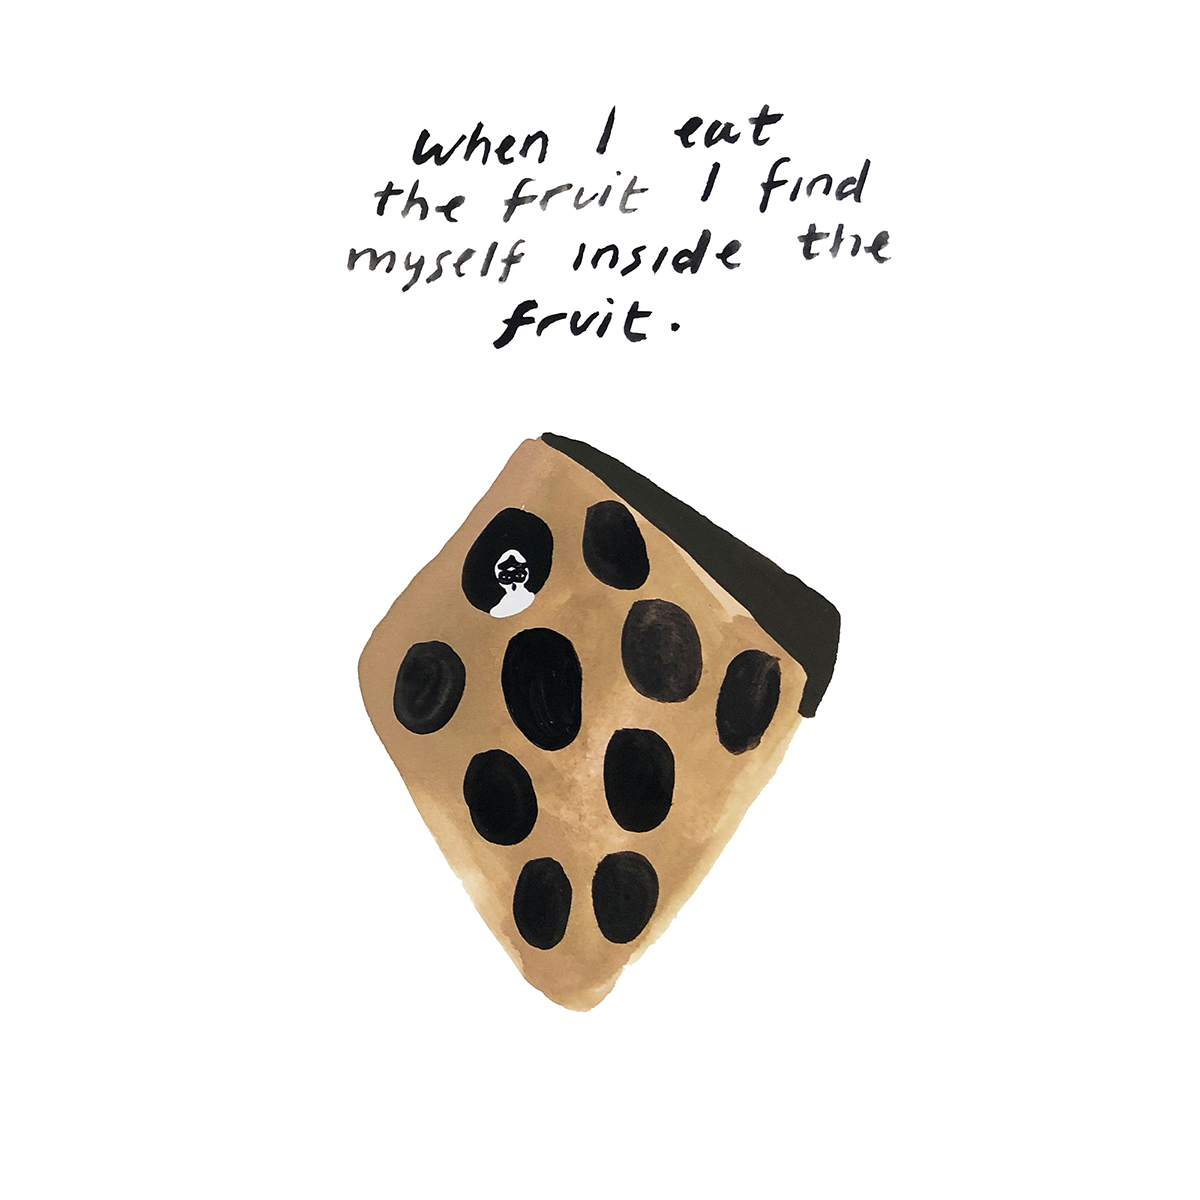 when I eat
the fruit I find
myself inside the
fruit.